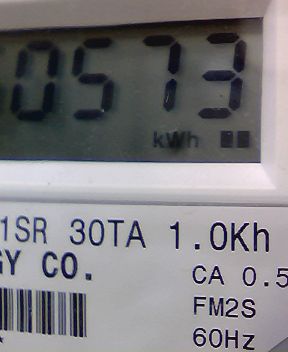 0573
kWh
1SR 30TA 1.0Kh
GY CO.
CA 0.5
FM2S
60Hz